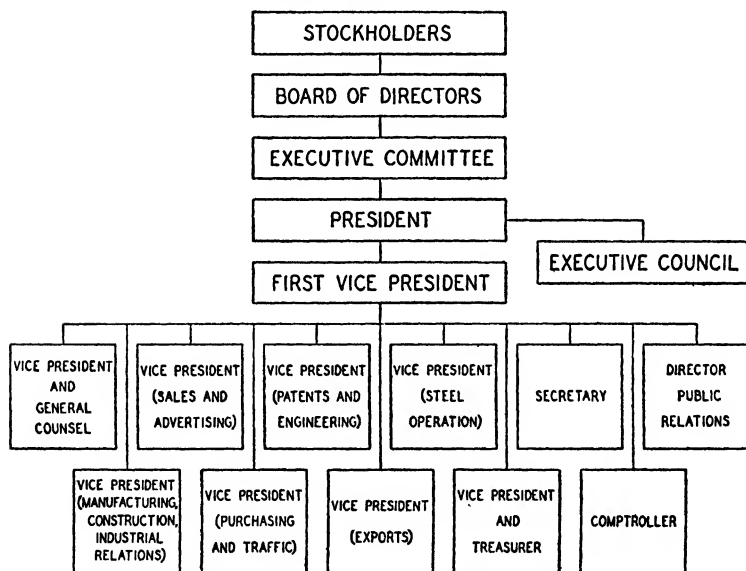 STOCKHOLDERS
BOARD OF DIRECTORS
EXECUTIVE COMMITTEE
PRESIDENT
EXECUTIVE COUNCIL
FIRST VICE PRESIDENT
VICE PRESIDENT
AND
GENERAL
COUNSEL
VICE PRESIDENT
(SALES AND
ADVERTISING)
VICE PRESIDENT
(PATENTS AND
ENGINEERING)
VICE PRESIDENT
(STEEL
OPERATION)
SECRETARY
DIRECTOR
PUBLIC
RELATIONS
VICE PRESIDENT
(MANUFACTURING,
CONSTRUCTION,
INDUSTRIAL
RELATIONS)
VICE PRESIDENT
(PURCHASING
AND TRAFFIC)
VICE PRESIDENT
(EXPORTS)
VICE PRESIDENT
AND
TREASURER
COMPTROLLER